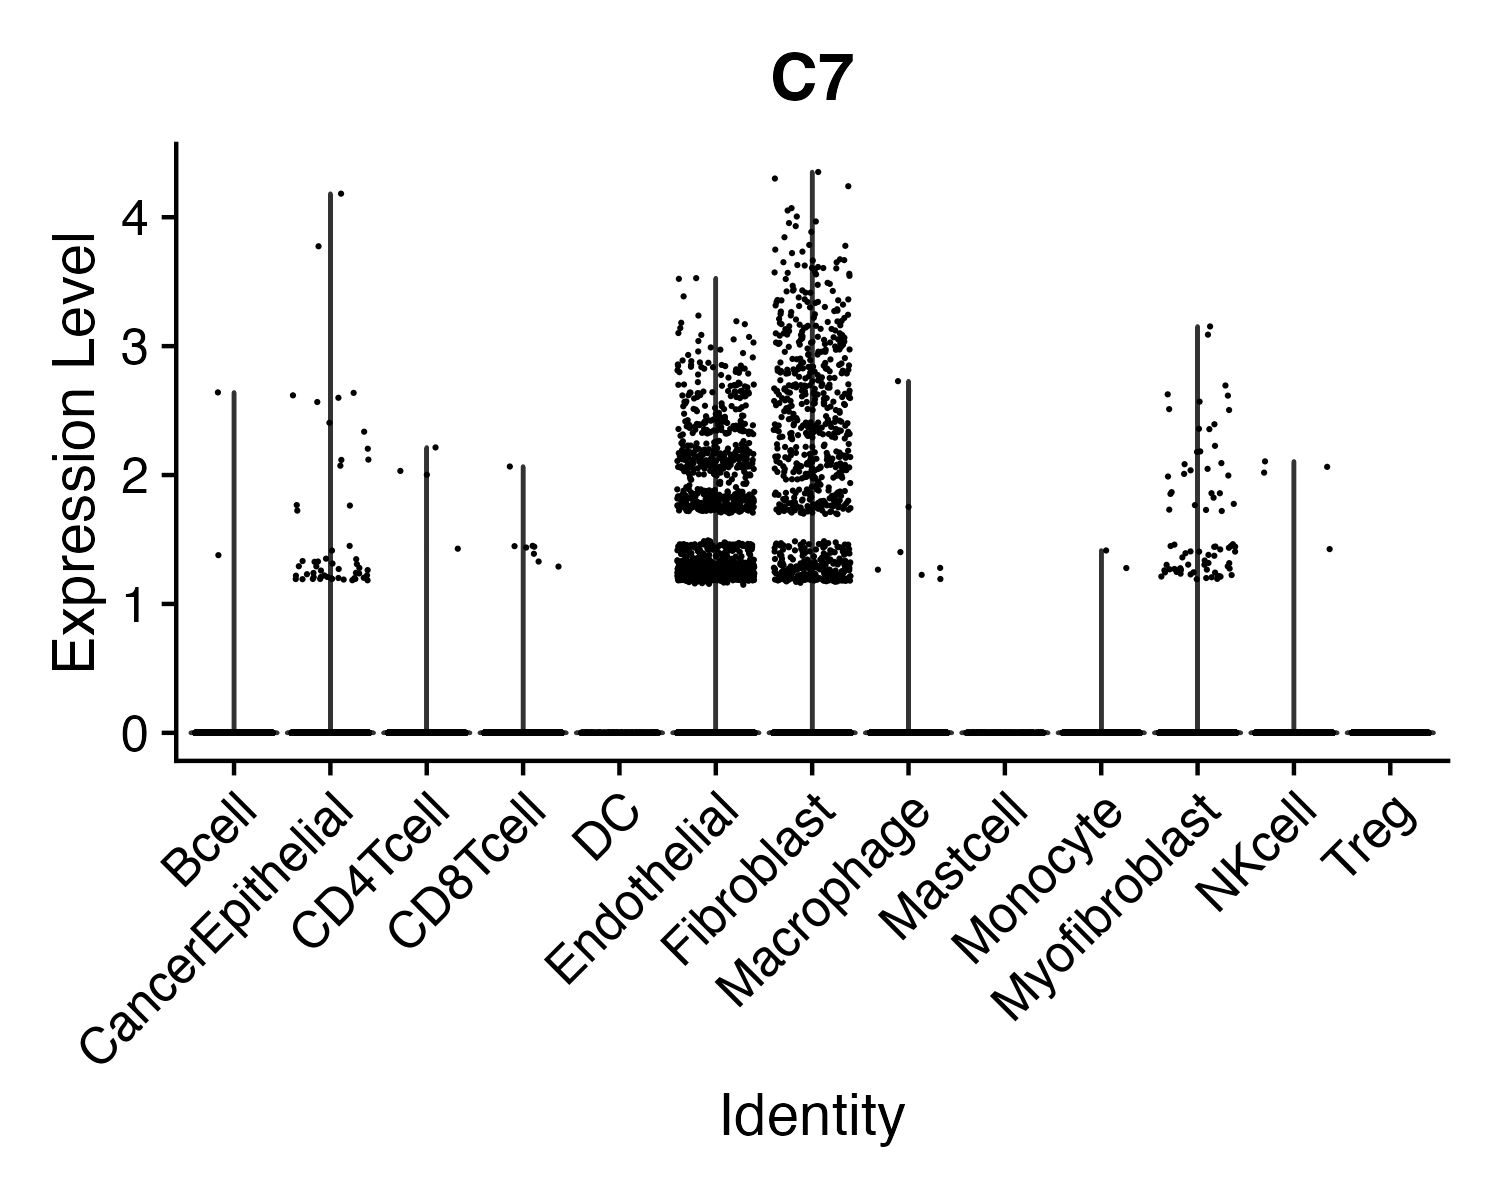 C7
Expression Level
4
3
2
1
0
Bcell
CancerEpithelial
CD4Tcell
CD8Tcell
DC
Endothelial
Fibroblast
Macrophage
Mastcell
Monocyte
Myofibroblast
NKcell
Treg
Identity